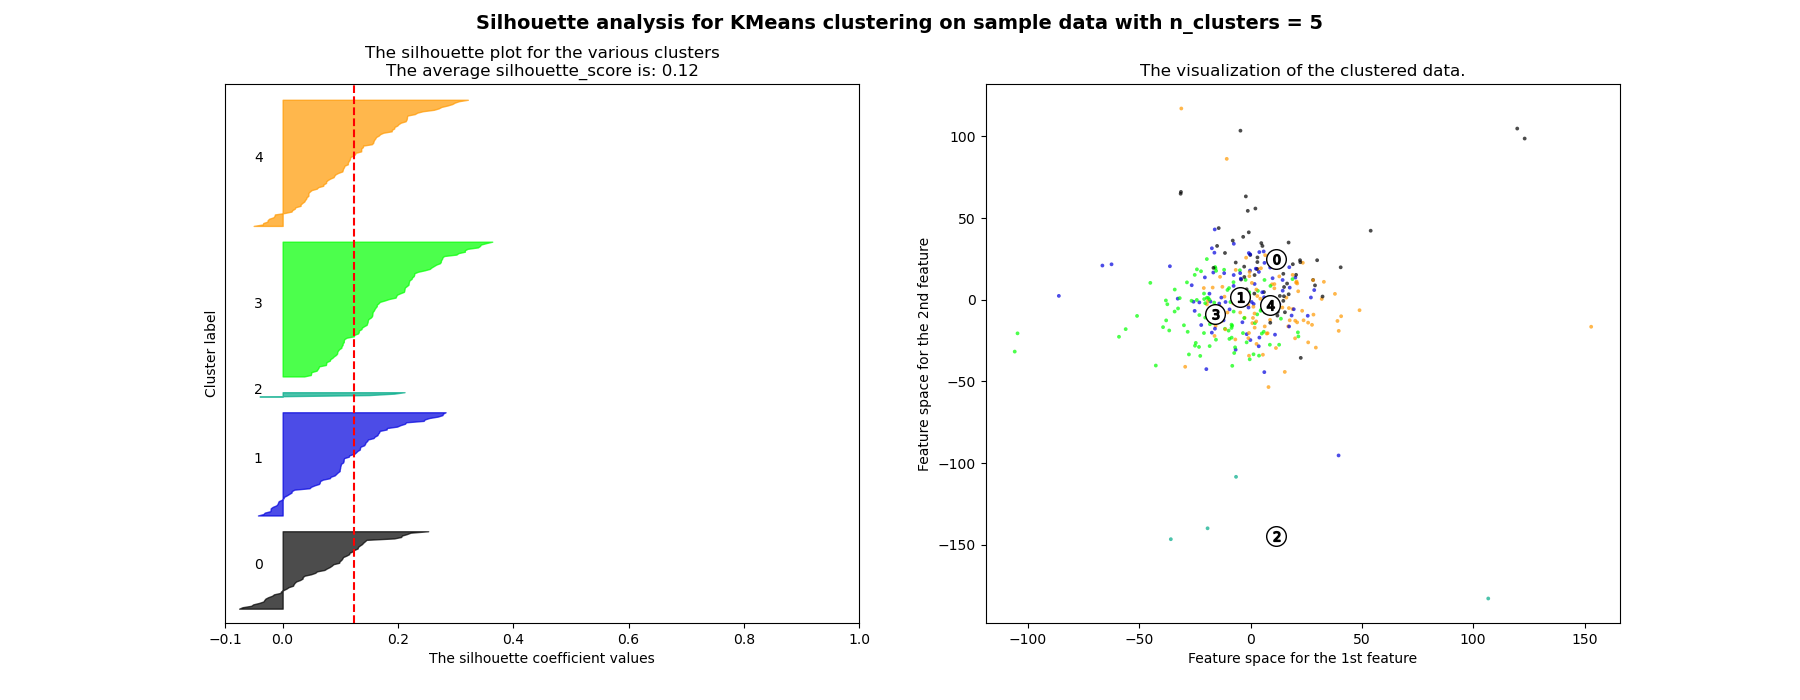 Silhouette analysis for KMeans clustering on sample data with n_clusters = 5
The silhouette plot for the various clusters
The average silhouette_score is: 0.12
4
3
2
1
0
Cluster label
−0.1 0.0 0.2 0.4 0.6 0.8 1.0
The silhouette coefficient values
The visualization of the clustered data.
100
50
0
−50
−100
−150
Feature space for the 2nd feature
0
1
4
3
2
−100 −50 0 50 100 150
Feature space for the 1st feature